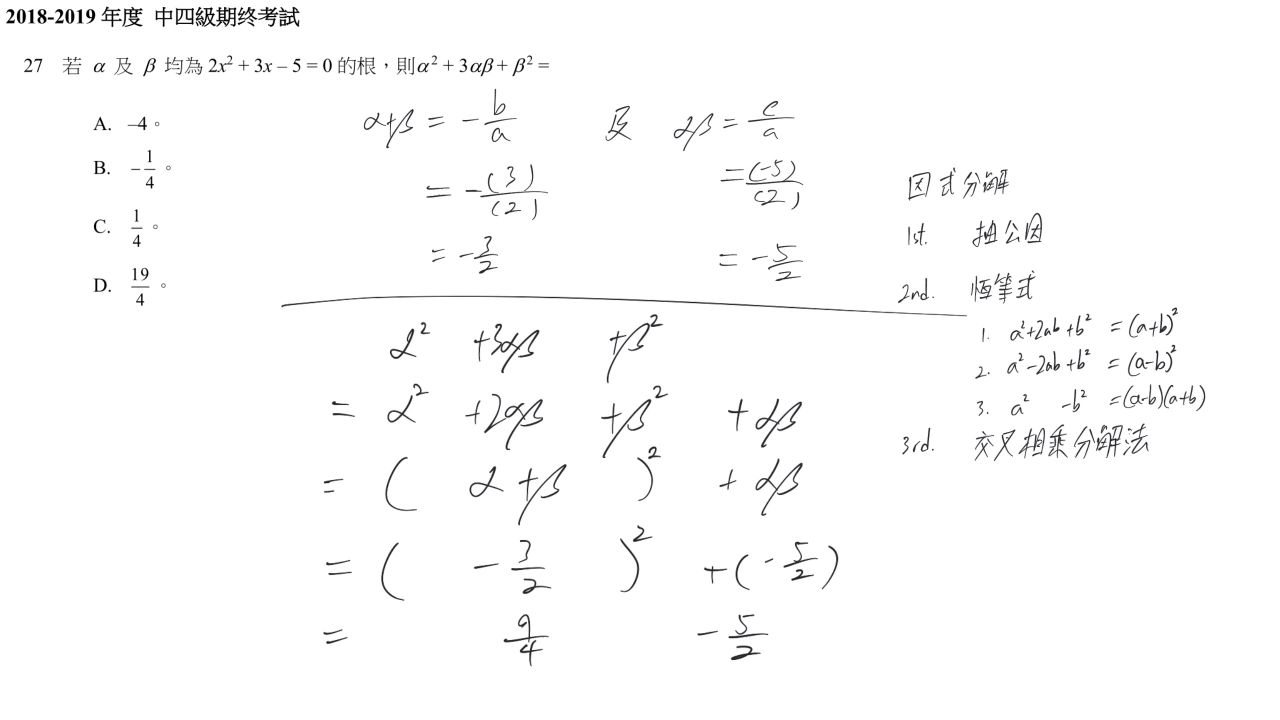 2018-2019 年度 中四級期終考試
27 若 α 及 β 均為 2x² + 3x – 5 = 0 的根，則α² + 3αβ + β² =
A. –4。
B. -1/4。
C. 1/4。
D. 19/4。
α+β = -b/a 及 αβ = c/a
= -(3)/(2) = (-5)/(2)
= -3/2 = -5/2
α² +3αβ +β²
= α² +2αβ +β² +αβ
= (α+β)² + αβ
= (-3/2)² +(-5/2)
= 9/4 -5/2
因式分解
1st. 抽公因
2nd. 恆等式
1. a²+2ab+b² = (a+b)²
2. a²-2ab+b² = (a-b)²
3. a² -b² =(a-b)(a+b)
3rd. 交叉相乘分解法